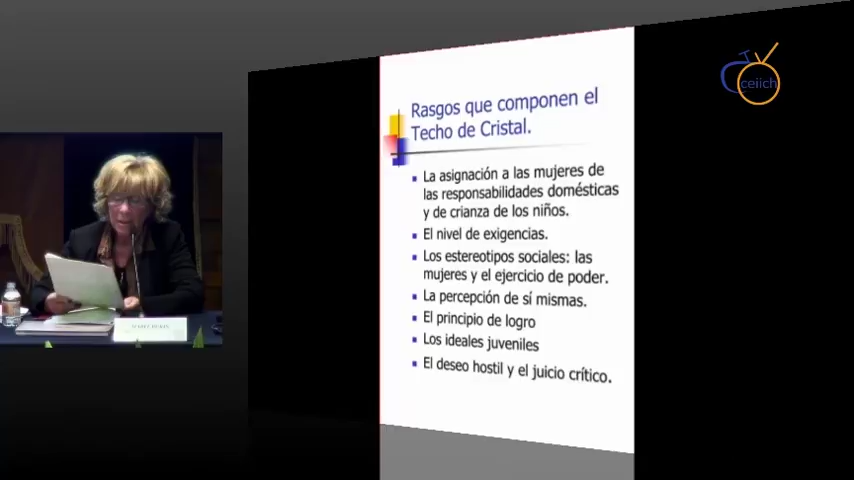 Rasgos que componen el
Techo de Cristal.
La asignación a las mujeres de
las responsabilidades domésticas
y de crianza de los niños.
El nivel de exigencias.
Los estereotipos sociales: las
mujeres y el ejercicio de poder.
La percepción de sí mismas.
El principio de logro
Los ideales juveniles
El deseo hostil y el juicio crítico.
TV
ceiich